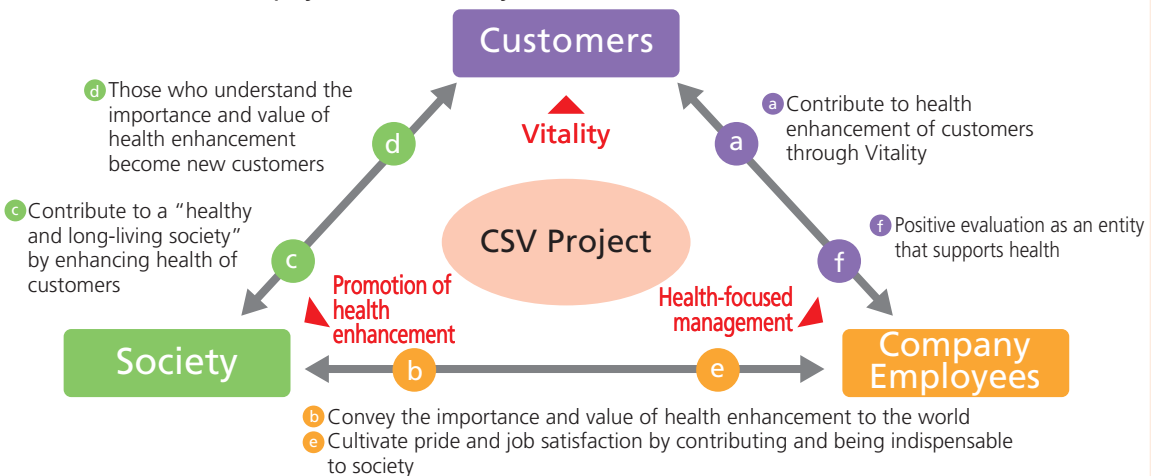 Customers
d Those who understand the
importance and value of
health enhancement
become new customers
Vitality
a Contribute to health
enhancement of customers
through Vitality
d
a
c Contribute to a “healthy
and long-living society”
by enhancing health of
customers
CSV Project
f Positive evaluation as an entity
that supports health
c
f
Promotion of
health
enhancement
Health-focused
management
Society
b
e
Company
Employees
b Convey the importance and value of health enhancement to the world
e Cultivate pride and job satisfaction by contributing and being indispensable
to society